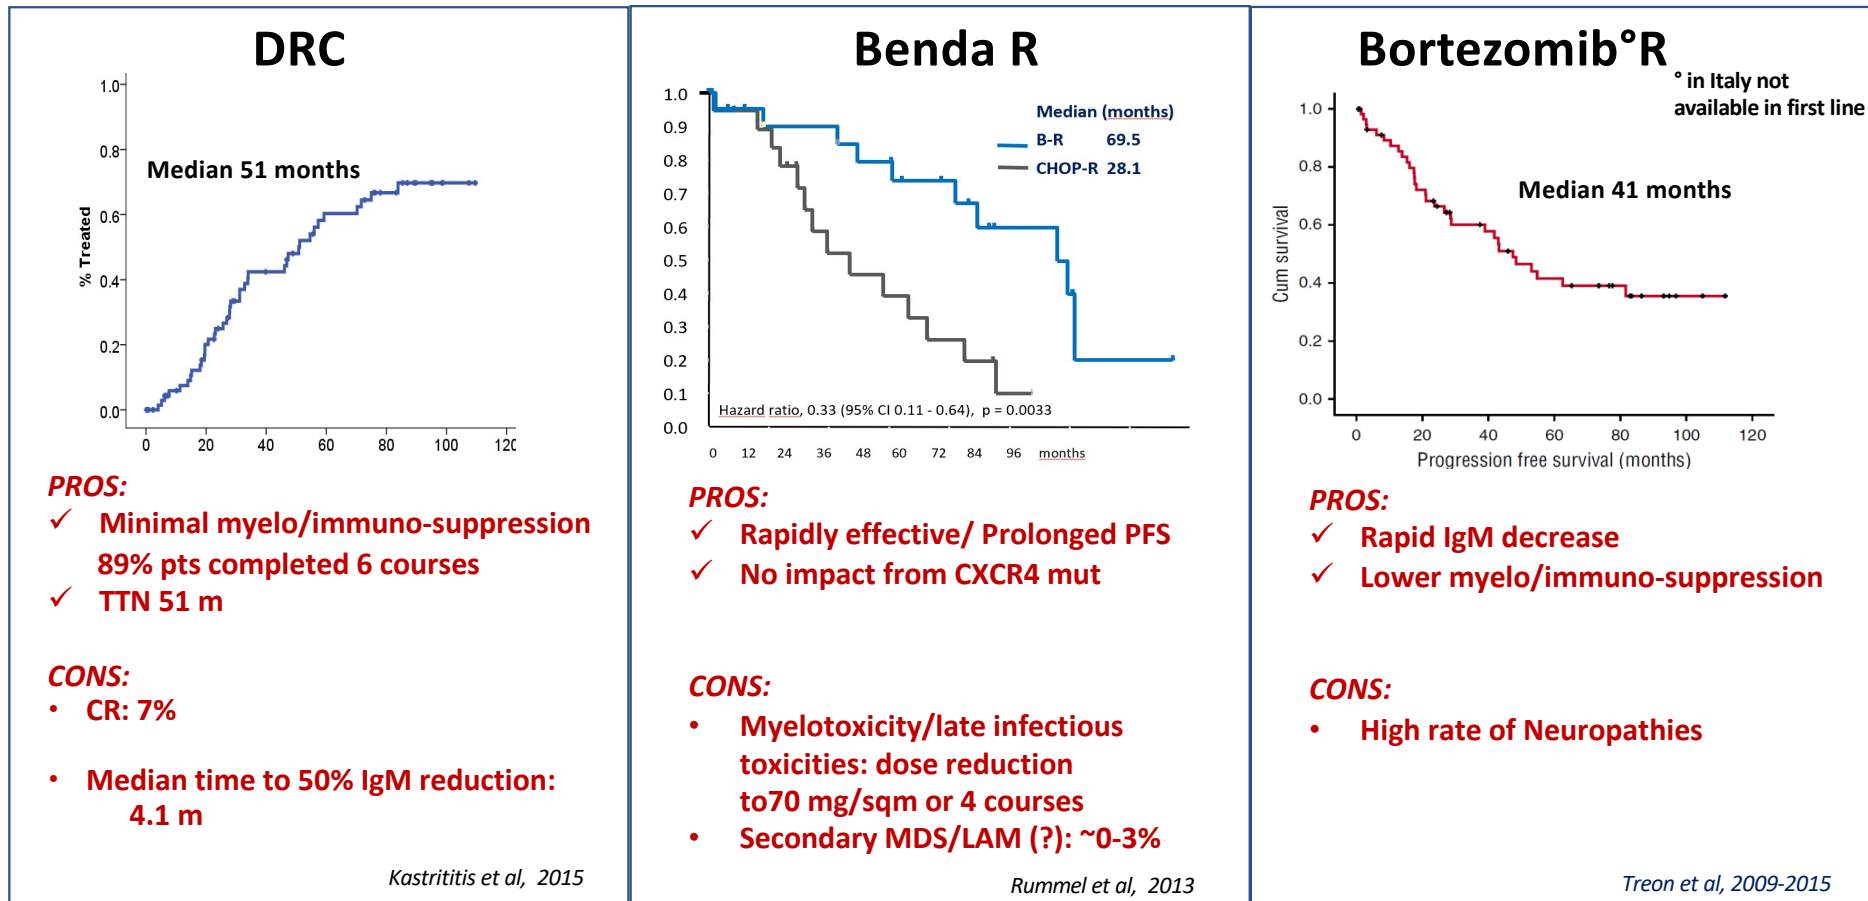 DRC
1.0
0.8
0.6
0.4
0.2
0.0
% Treated
Median 51 months
0 20 40 60 80 100 120
PROS:
✓ Minimal myelo/immuno-suppression
89% pts completed 6 courses
✓ TTN 51 m
CONS:
• CR: 7%
• Median time to 50% IgM reduction:
4.1 m
Kastrititis et al, 2015
Benda R
1.0
0.9
0.8
0.7
0.6
0.5
0.4
0.3
0.2
0.1
0.0
Median (months)
B-R 69.5
CHOP-R 28.1
Hazard ratio, 0.33 (95% CI 0.11 - 0.64), p = 0.0033
0 12 24 36 48 60 72 84 96 months
PROS:
✓ Rapidly effective/ Prolonged PFS
✓ No impact from CXCR4 mut
CONS:
• Myelotoxicity/late infectious
toxicities: dose reduction
to70 mg/sqm or 4 courses
• Secondary MDS/LAM (?): ~0-3%
Rummel et al, 2013
Bortezomib°R
° in Italy not
available in first line
1.0
0.8
0.6
0.4
0.2
0.0
Cum survival
Median 41 months
0 20 40 60 80 100 120
Progression free survival (months)
PROS:
✓ Rapid IgM decrease
✓ Lower myelo/immuno-suppression
CONS:
• High rate of Neuropathies
Treon et al, 2009-2015